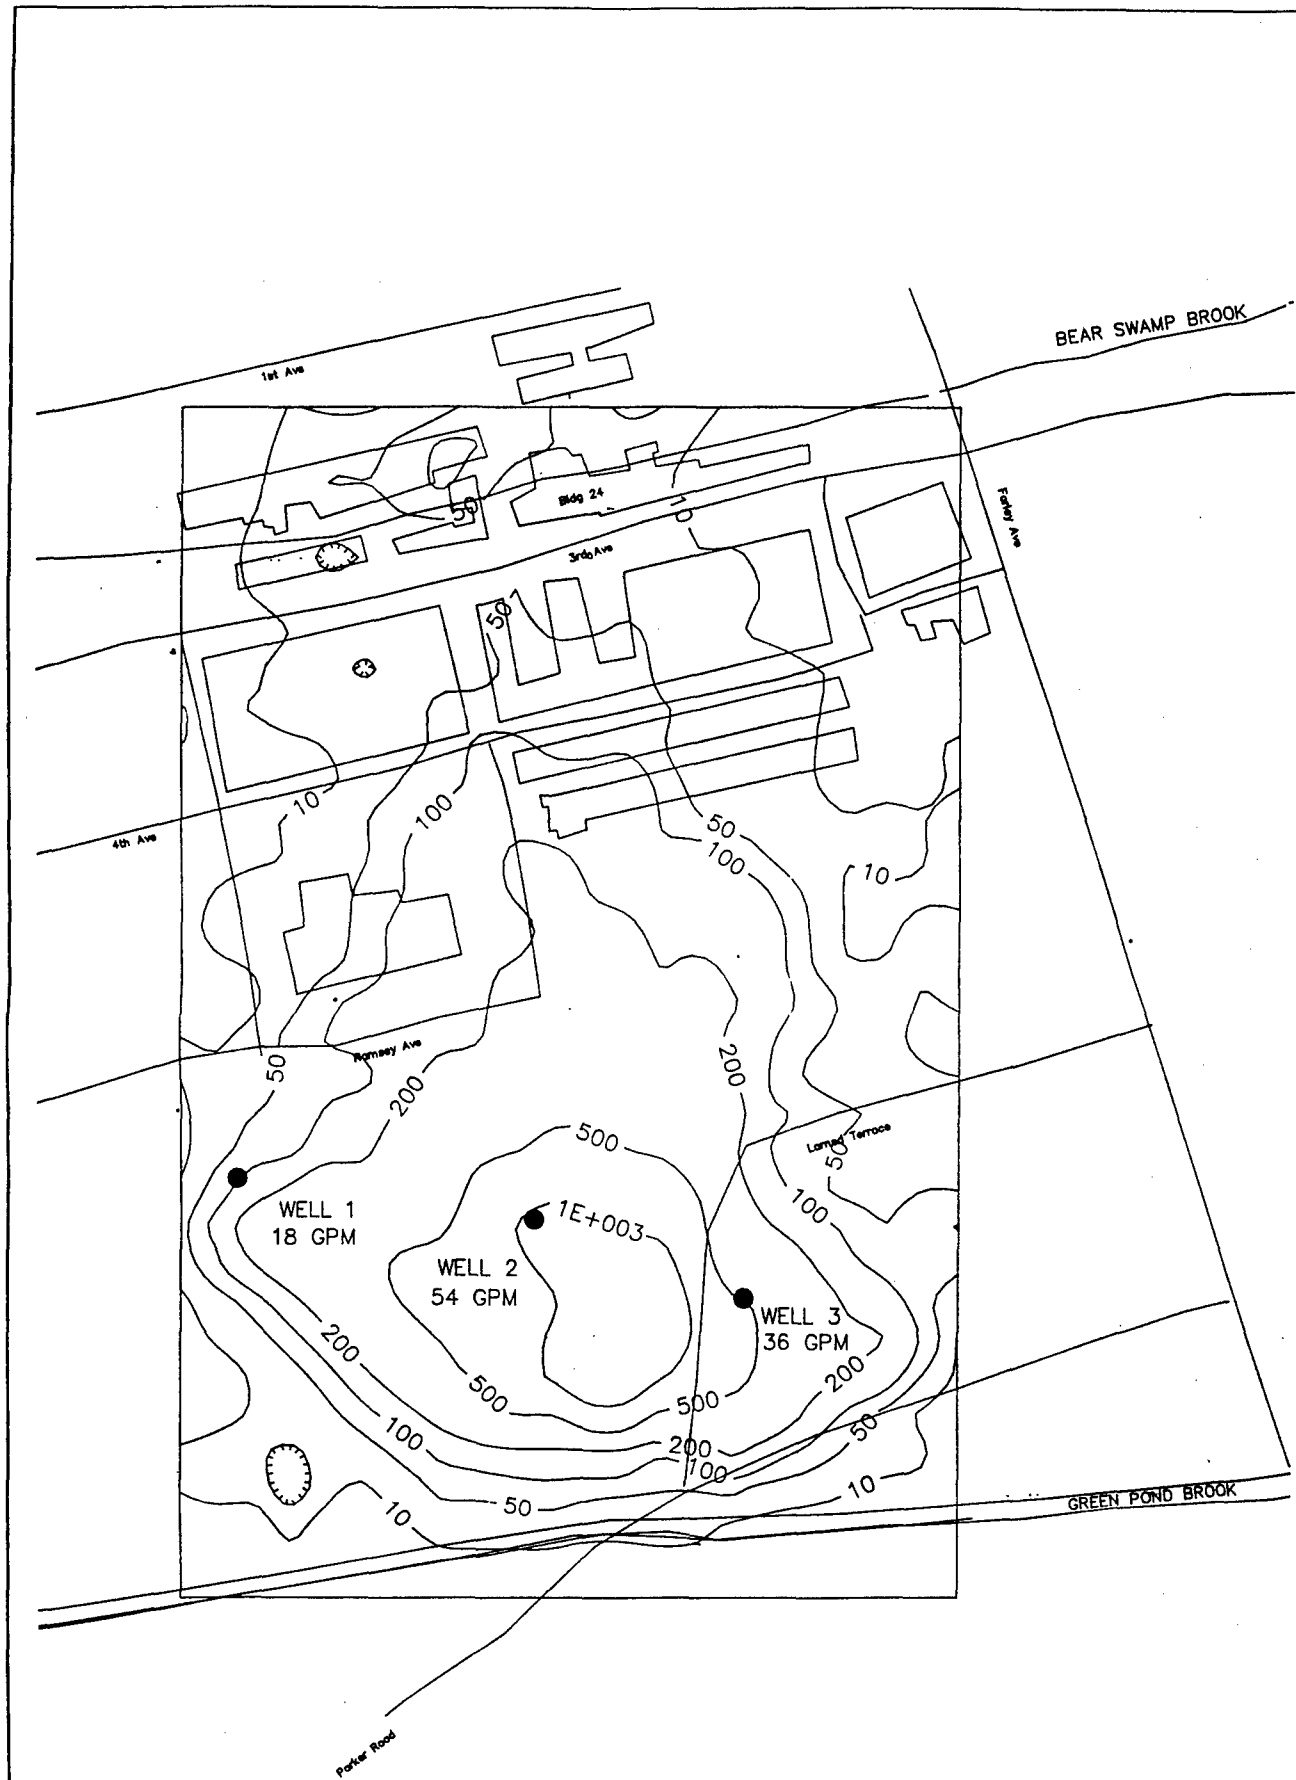 BEAR SWAMP BROOK
1st Ave
Bldg 24
50
10
Farley Ave
3rd Ave
50
10
100
50
4th Ave
100
10
Ramsey Ave
50
200
200
500
Larned Terrace
50
100
WELL 1
18 GPM
1E+003
WELL 2
54 GPM
WELL 3
36 GPM
200
200
500
500
50
100
200
100
10
50
10
GREEN POND BROOK
Parker Road